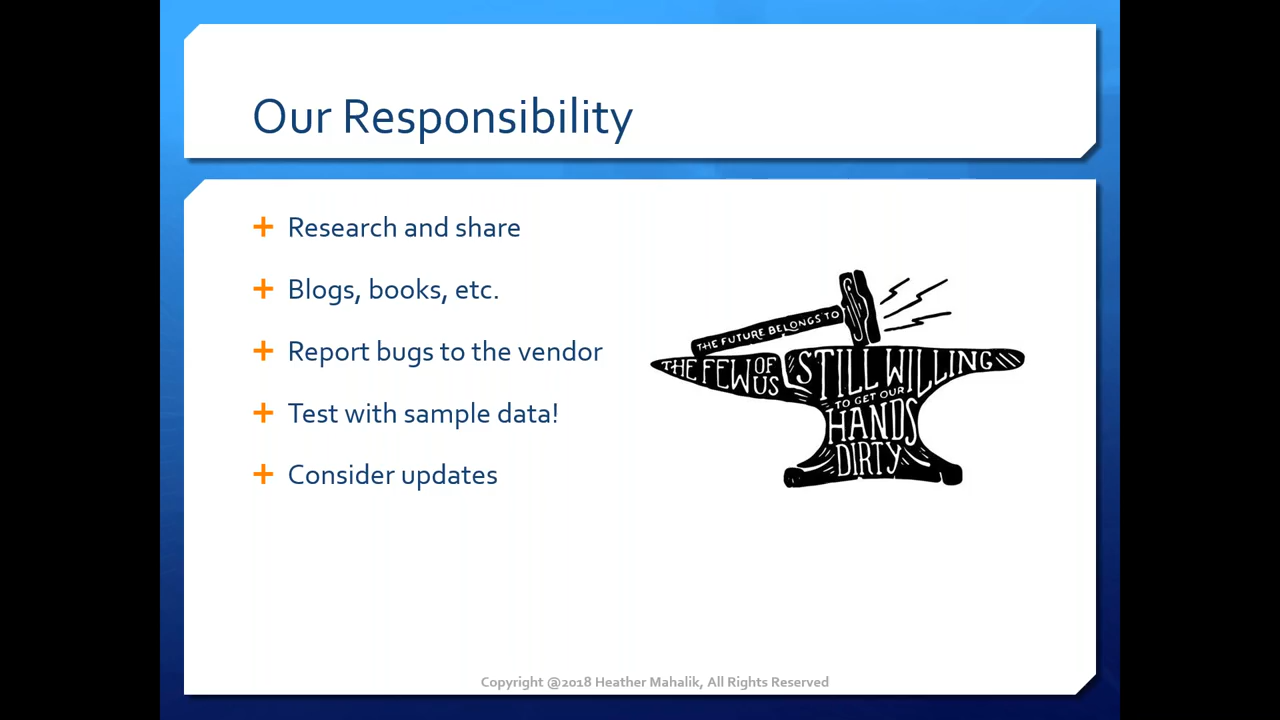 Our Responsibility
Research and share
Blogs, books, etc.
Report bugs to the vendor
Test with sample data!
Consider updates
THE FUTURE BELONGS TO
THE FEW OF US
STILL WILLING
TO GET OUR
HANDS
DIRTY
Copyright @2018 Heather Mahalik, All Rights Reserved